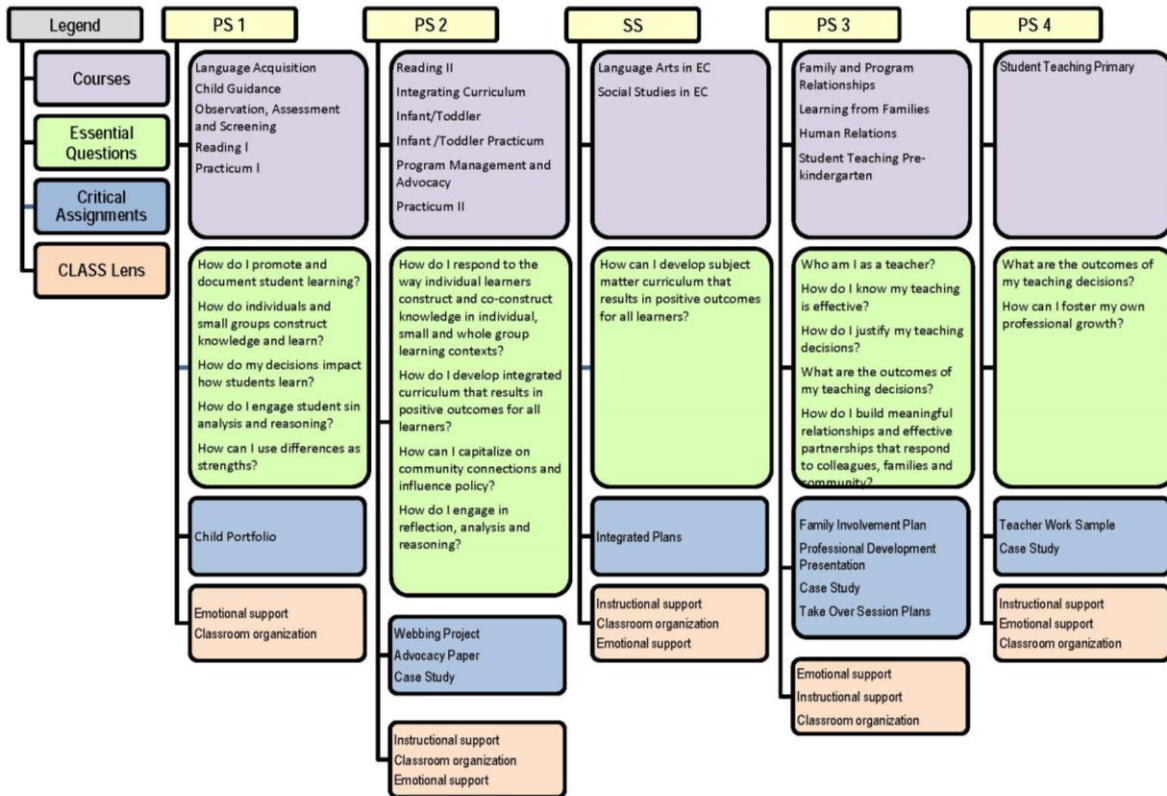 Legend
Courses
Essential
Questions
Critical
Assignments
CLASS Lens
PS 1
Language Acquisition
Child Guidance
Observation, Assessment
and Screening
Reading I
Practicum I
How do I promote and
document student learning?
How do individuals and
small groups construct
knowledge and learn?
How do my decisions impact
how students learn?
How do I engage student sin
analysis and reasoning?
How can I use differences as
strengths?
Child Portfolio
Emotional support
Classroom organization
PS 2
Reading II
Integrating Curriculum
Infant/Toddler
Infant /Toddler Practicum
Program Management and
Advocacy
Practicum II
How do I respond to the
way individual learners
construct and co-construct
knowledge in individual,
small and whole group
learning contexts?
How do I develop integrated
curriculum that results in
positive outcomes for all
learners?
How can I capitalize on
community connections and
influence policy?
How do I engage in
reflection, analysis and
reasoning?
Webbing Project
Advocacy Paper
Case Study
Instructional support
Classroom organization
Emotional support
SS
Language Arts in EC
Social Studies in EC
How can I develop subject
matter curriculum that
results in positive outcomes
for all learners?
Integrated Plans
Instructional support
Classroom organization
Emotional support
PS 3
Family and Program
Relationships
Learning from Families
Human Relations
Student Teaching Pre-
kindergarten
Who am I as a teacher?
How do I know my teaching
is effective?
How do I justify my teaching
decisions?
What are the outcomes of
my teaching decisions?
How do I build meaningful
relationships and effective
partnerships that respond
to colleagues, families and
community?
Family Involvement Plan
Professional Development
Presentation
Case Study
Take Over Session Plans
Emotional support
Instructional support
Classroom organization
PS 4
Student Teaching Primary
What are the outcomes of
my teaching decisions?
How can I foster my own
professional growth?
Teacher Work Sample
Case Study
Instructional support
Emotional support
Classroom organization